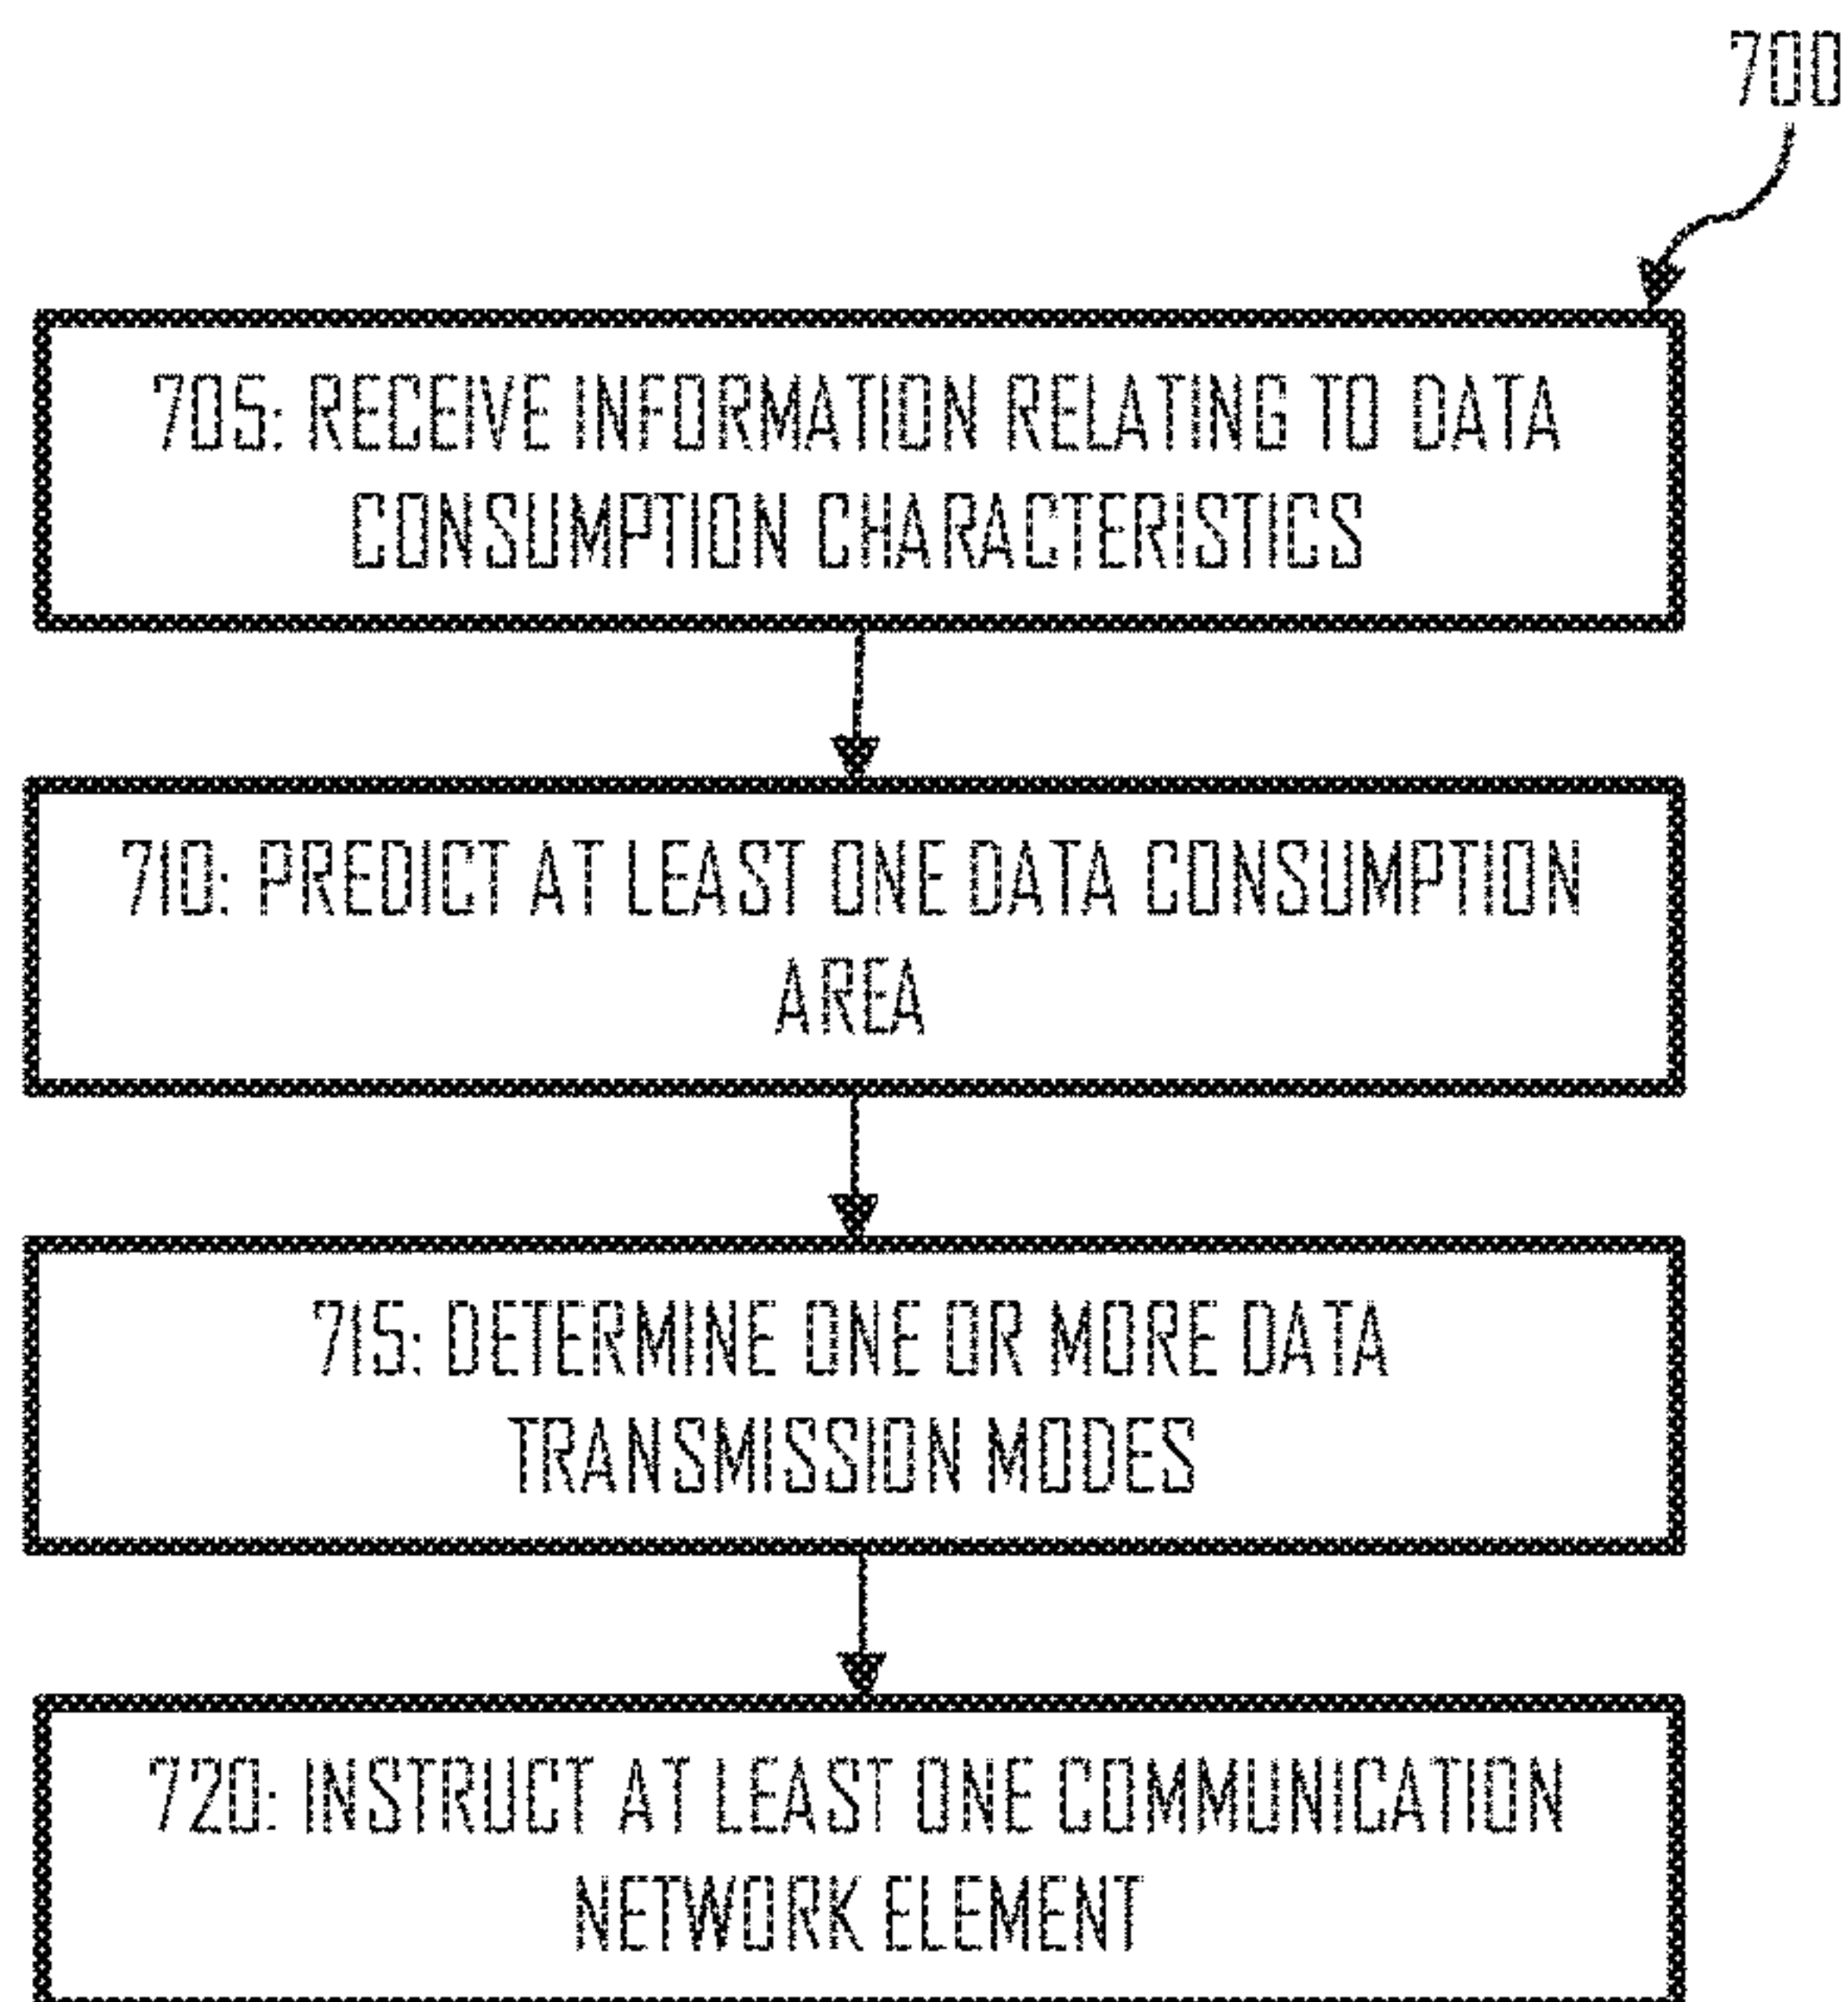 700
705: RECEIVE INFORMATION RELATING TO DATA
CONSUMPTION CHARACTERISTICS
710: PREDICT AT LEAST ONE DATA CONSUMPTION
AREA
715: DETERMINE ONE OR MORE DATA
TRANSMISSION MODES
720: INSTRUCT AT LEAST ONE COMMUNICATION
NETWORK ELEMENT